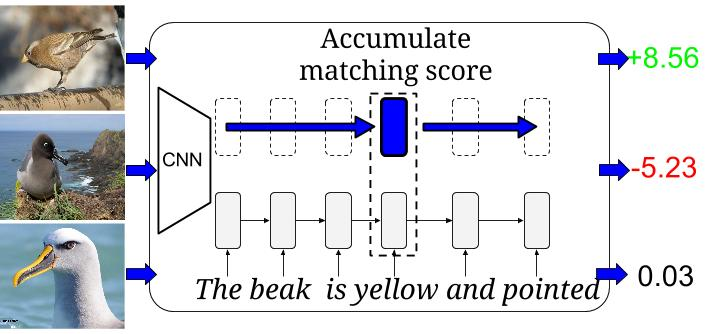 Accumulate
matching score
+8.56
CNN
-5.23
The beak is yellow and pointed
0.03